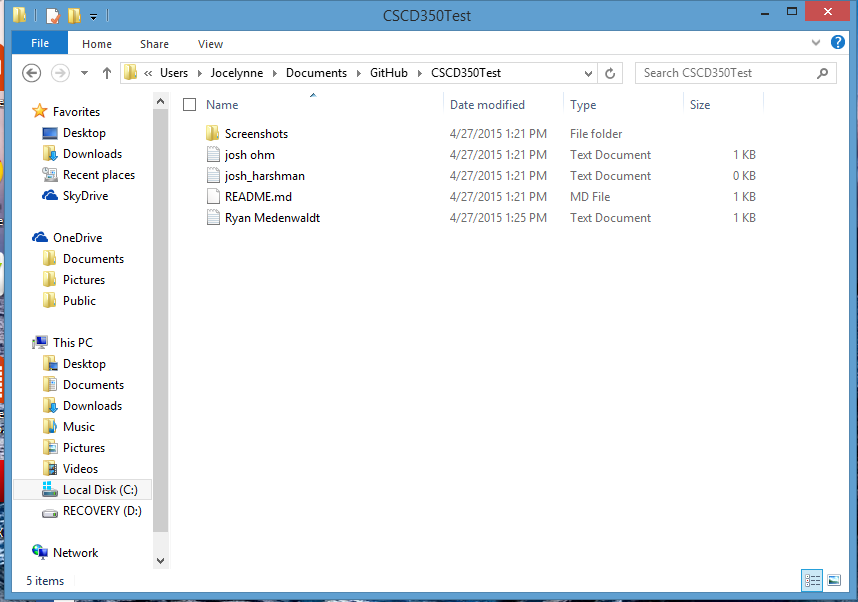 CSCD350Test
File Home Share View
« Users Jocelynne Documents GitHub CSCD350Test Search CSCD350Test
Name Date modified Type Size
Screenshots 4/27/2015 1:21 PM File folder
josh ohm 4/27/2015 1:21 PM Text Document 1 KB
josh_harshman 4/27/2015 1:21 PM Text Document 0 KB
README.md 4/27/2015 1:21 PM MD File 1 KB
Ryan Medenwaldt 4/27/2015 1:25 PM Text Document 1 KB
Favorites
Desktop
Downloads
Recent places
SkyDrive
OneDrive
Documents
Pictures
Public
This PC
Desktop
Documents
Downloads
Music
Pictures
Videos
Local Disk (C:)
RECOVERY (D:)
Network
5 items